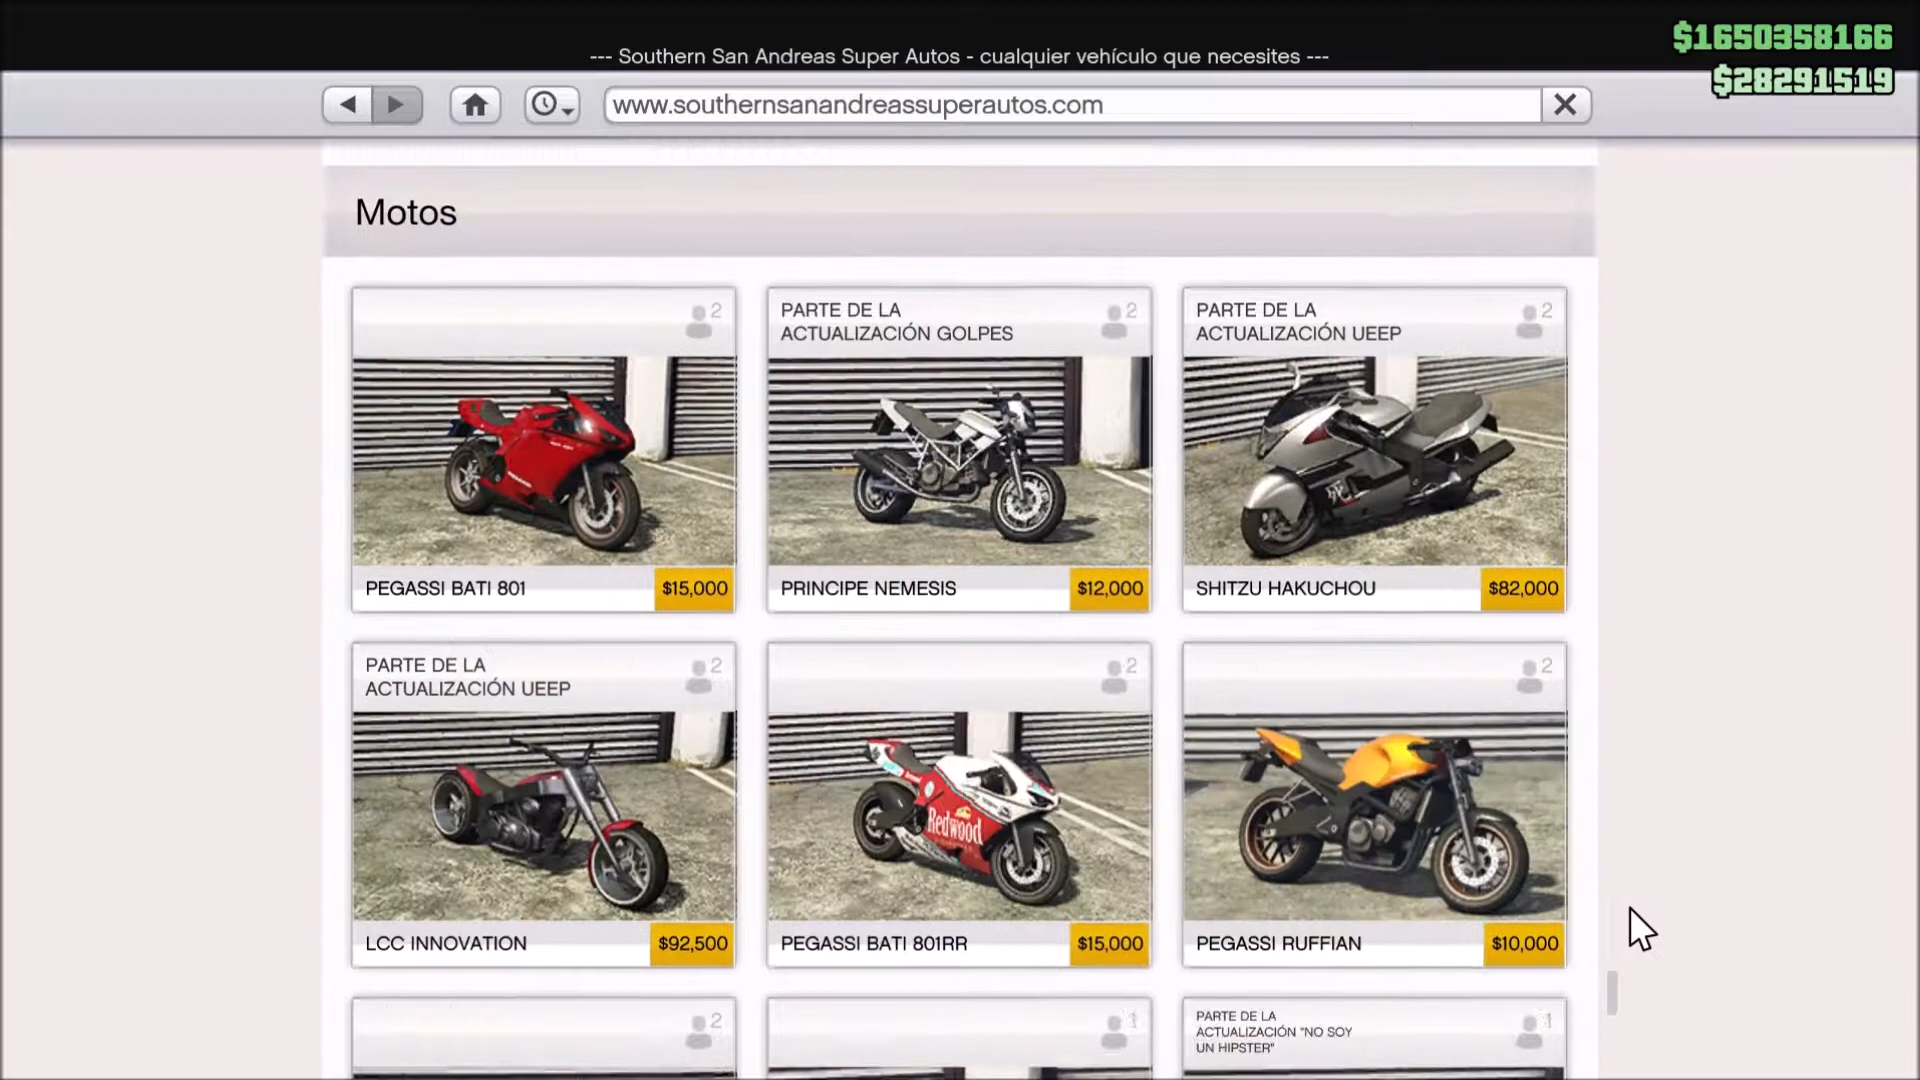 --- Southern San Andreas Super Autos - cualquier vehículo que necesites ---
$1650358166
$28291519
www.southernsanandreassuperautos.com
Motos
2
PARTE DE LA
ACTUALIZACIÓN GOLPES
2
PARTE DE LA
ACTUALIZACIÓN UEEP
2
PEGASSI BATI 801
$15,000
PRINCIPE NEMESIS
$12,000
SHITZU HAKUCHOU
$82,000
PARTE DE LA
ACTUALIZACIÓN UEEP
2
2
2
Redwood
LCC INNOVATION
$92,500
PEGASSI BATI 801RR
$15,000
PEGASSI RUFFIAN
$10,000
2
1
PARTE DE LA
ACTUALIZACIÓN "NO SOY
UN HIPSTER"
1